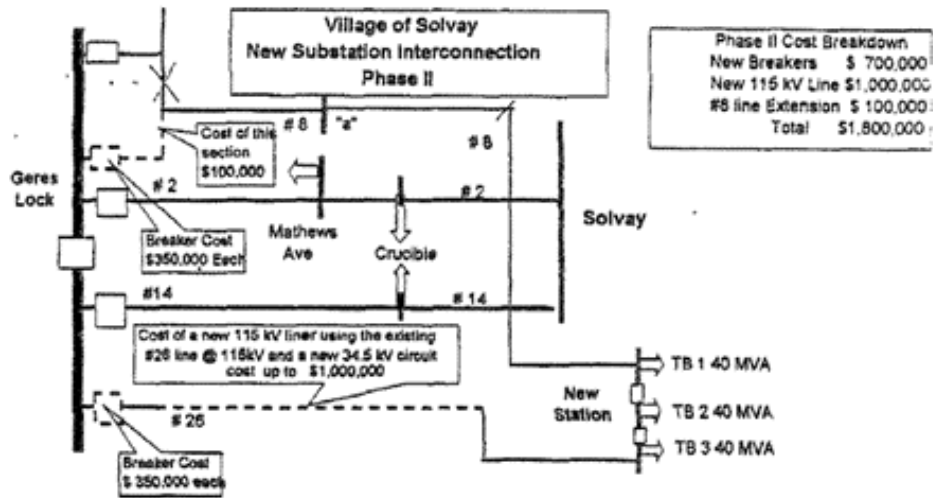 Village of Solvay
New Substation Interconnection
Phase II
Phase II Cost Breakdown
New Breakers $ 700,000
New 115 kV Line $1,000,000
#8 line Extension $ 100,000
Total $1,800,000
# 8
"a"
# 8
Cost of this
section
$100,000
Geres
Lock
# 2
# 2
Solvay
Breaker Cost
$350,000 Each
Mathews
Ave
Crucible
#14
# 14
Cost of a new 115 kV liner using the existing
#26 line @ 115kV and a new 34.5 kV circuit
cost up to $1,000,000
New
Station
TB 1 40 MVA
TB 2 40 MVA
TB 3 40 MVA
# 26
Breaker Cost
$ 350,000 each